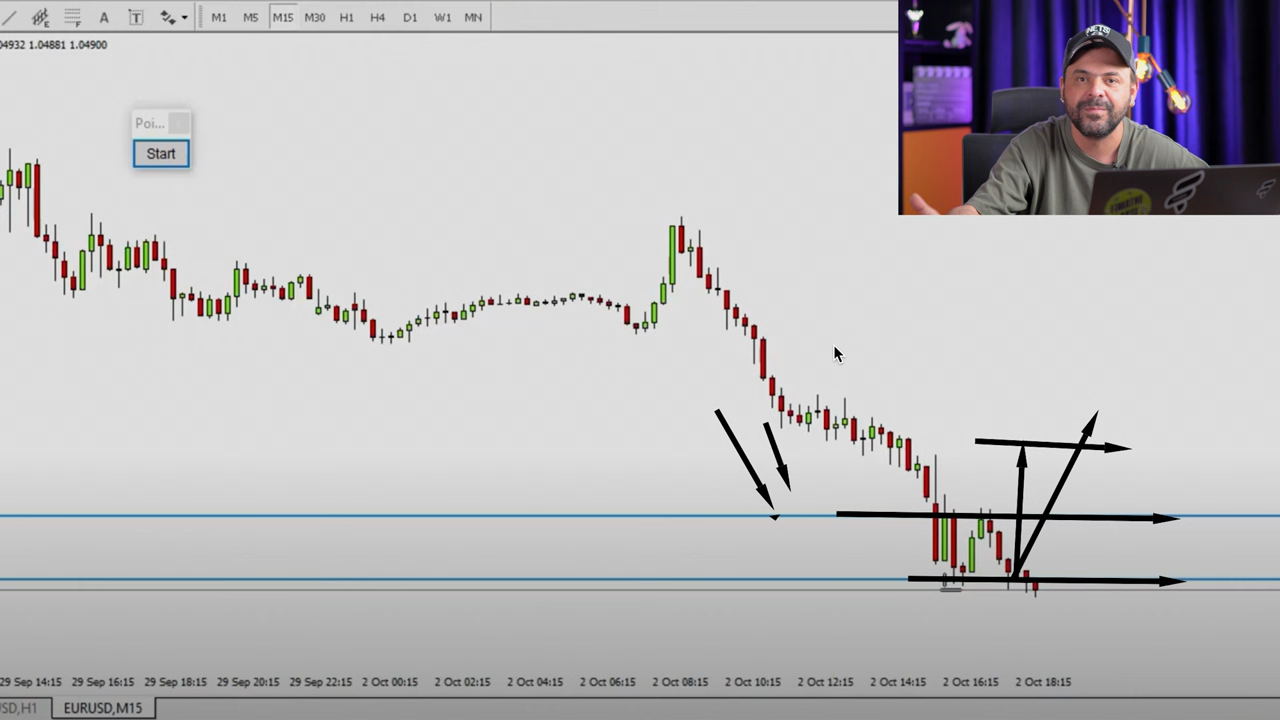 A T M1 M5 M15 M30 H1 H4 D1 W1 MN
04932 1.04881 1.04900
Poi...
Start
29 Sep 14:15 29 Sep 16:15 29 Sep 18:15 29 Sep 20:15 29 Sep 22:15 2 Oct 00:15 2 Oct 02:15 2 Oct 04:15 2 Oct 06:15 2 Oct 08:15 2 Oct 10:15 2 Oct 12:15 2 Oct 14:15 2 Oct 16:15 2 Oct 18:15
SD,H1 EURUSD,M15